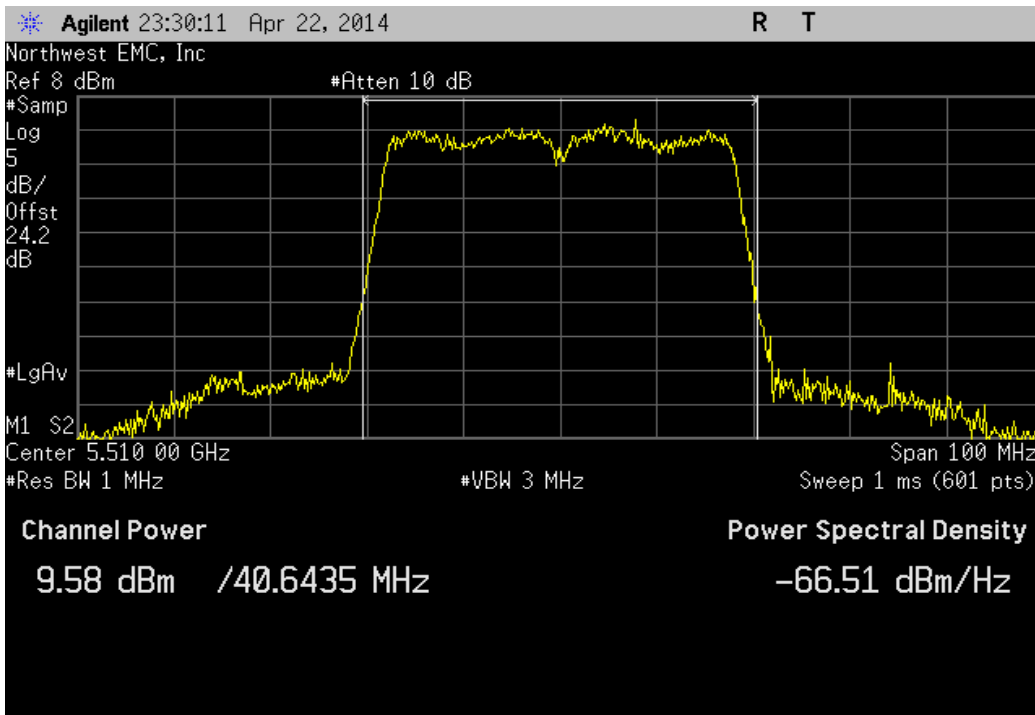 Agilent 23:30:11 Apr 22, 2014 R T
Northwest EMC, Inc
Ref 8 dBm #Atten 10 dB
#Samp
Log
5
dB/
Offst
24.2
dB
#LgAv
M1 S2
Center 5.510 00 GHz Span 100 MHz
#Res BW 1 MHz #VBW 3 MHz Sweep 1 ms (601 pts)
Channel Power Power Spectral Density
9.58 dBm /40.6435 MHz -66.51 dBm/Hz